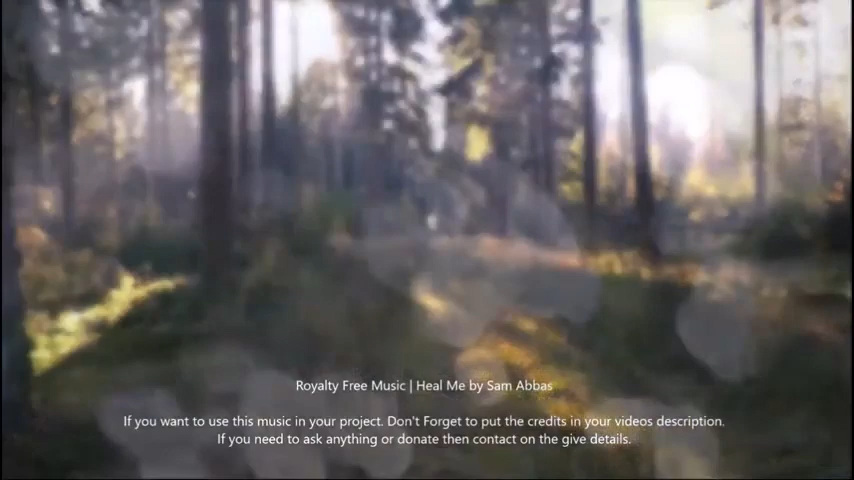 Royalty Free Music | Heal Me by Sam Abbas
If you want to use this music in your project. Don't Forget to put the credits in your videos description.
If you need to ask anything or donate then contact on the give details.